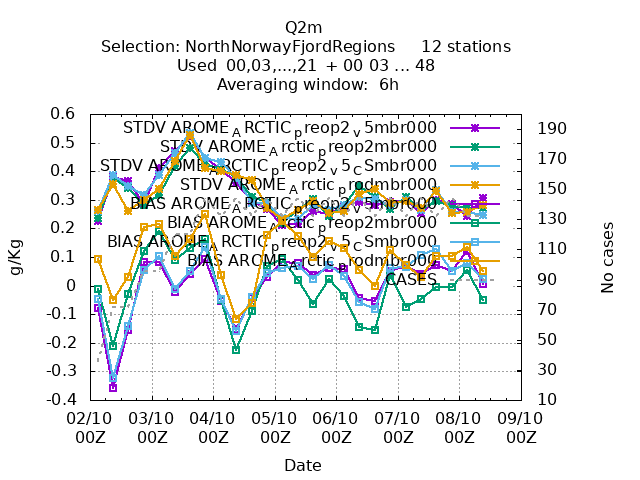 Q2m
Selection: NorthNorwayFjordRegions 12 stations
Used 00,03,...,21 + 00 03 ... 48
Averaging window: 6h
0.6
0.5
0.4
0.3
0.2
0.1
0
-0.1
-0.2
-0.3
-0.4
g/Kg
STDV AROME_ARCTIC_preop2_v5mbr000
STDV AROME_Arctic_preop2mbr000
STDV AROME_ARCTIC_preop2_v5_CSmbr000
STDV AROME_Arctic_prodmbr000
BIAS AROME_ARCTIC_preop2_v5mbr000
BIAS AROME_Arctic_preop2mbr000
BIAS AROME_ARCTIC_preop2_v5_CSmbr000
BIAS AROME_Arctic_prodmbr000
CASES
190
170
150
130
110
90
70
50
30
10
No cases
02/10 03/10 04/10 05/10 06/10 07/10 08/10 09/10
00Z 00Z 00Z 00Z 00Z 00Z 00Z 00Z
Date